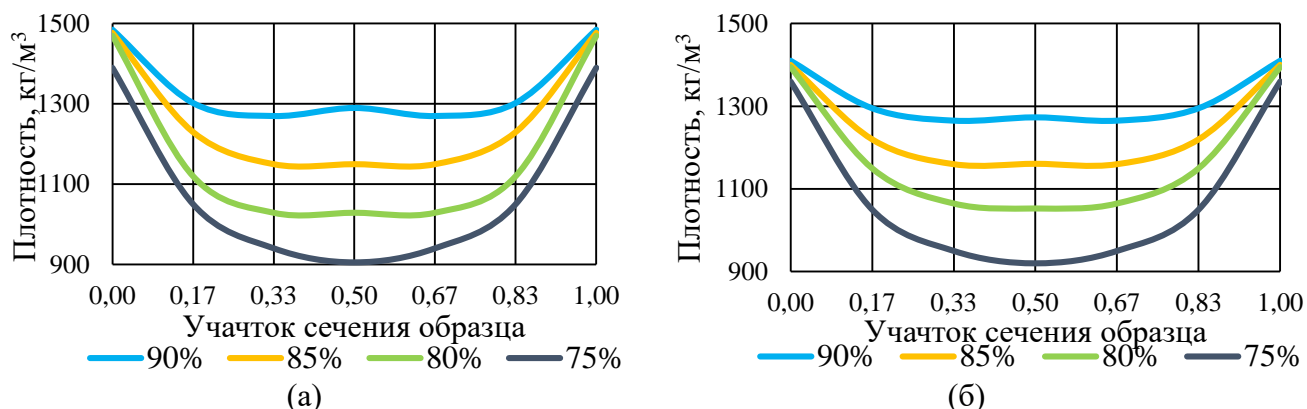 Плотность, кг/м³
1500
1300
1100
900
0,00 0,17 0,33 0,50 0,67 0,83 1,00
Учачток сечения образца
90% 85% 80% 75%
(а)
Плотность, кг/м³
1500
1300
1100
900
0,00 0,17 0,33 0,50 0,67 0,83 1,00
Учачток сечения образца
90% 85% 80% 75%
(б)